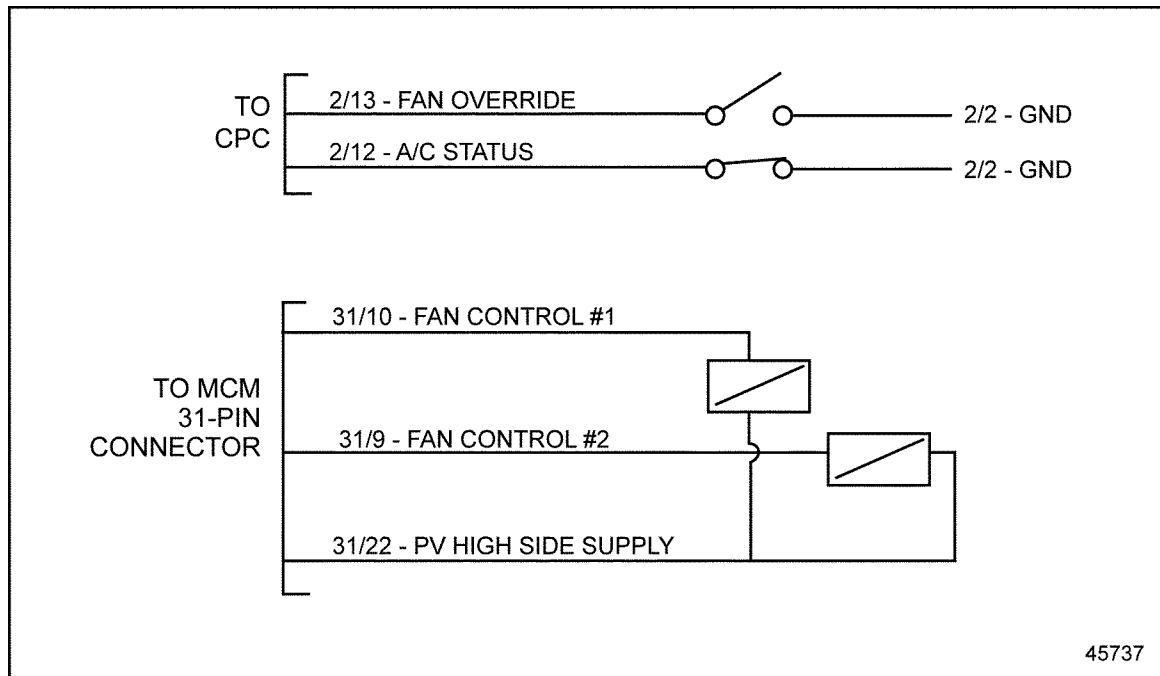 TO
CPC
2/13 - FAN OVERRIDE
2/2 - GND
2/12 - A/C STATUS
2/2 - GND
TO MCM
31-PIN
CONNECTOR
31/10 - FAN CONTROL #1
31/9 - FAN CONTROL #2
31/22 - PV HIGH SIDE SUPPLY
45737